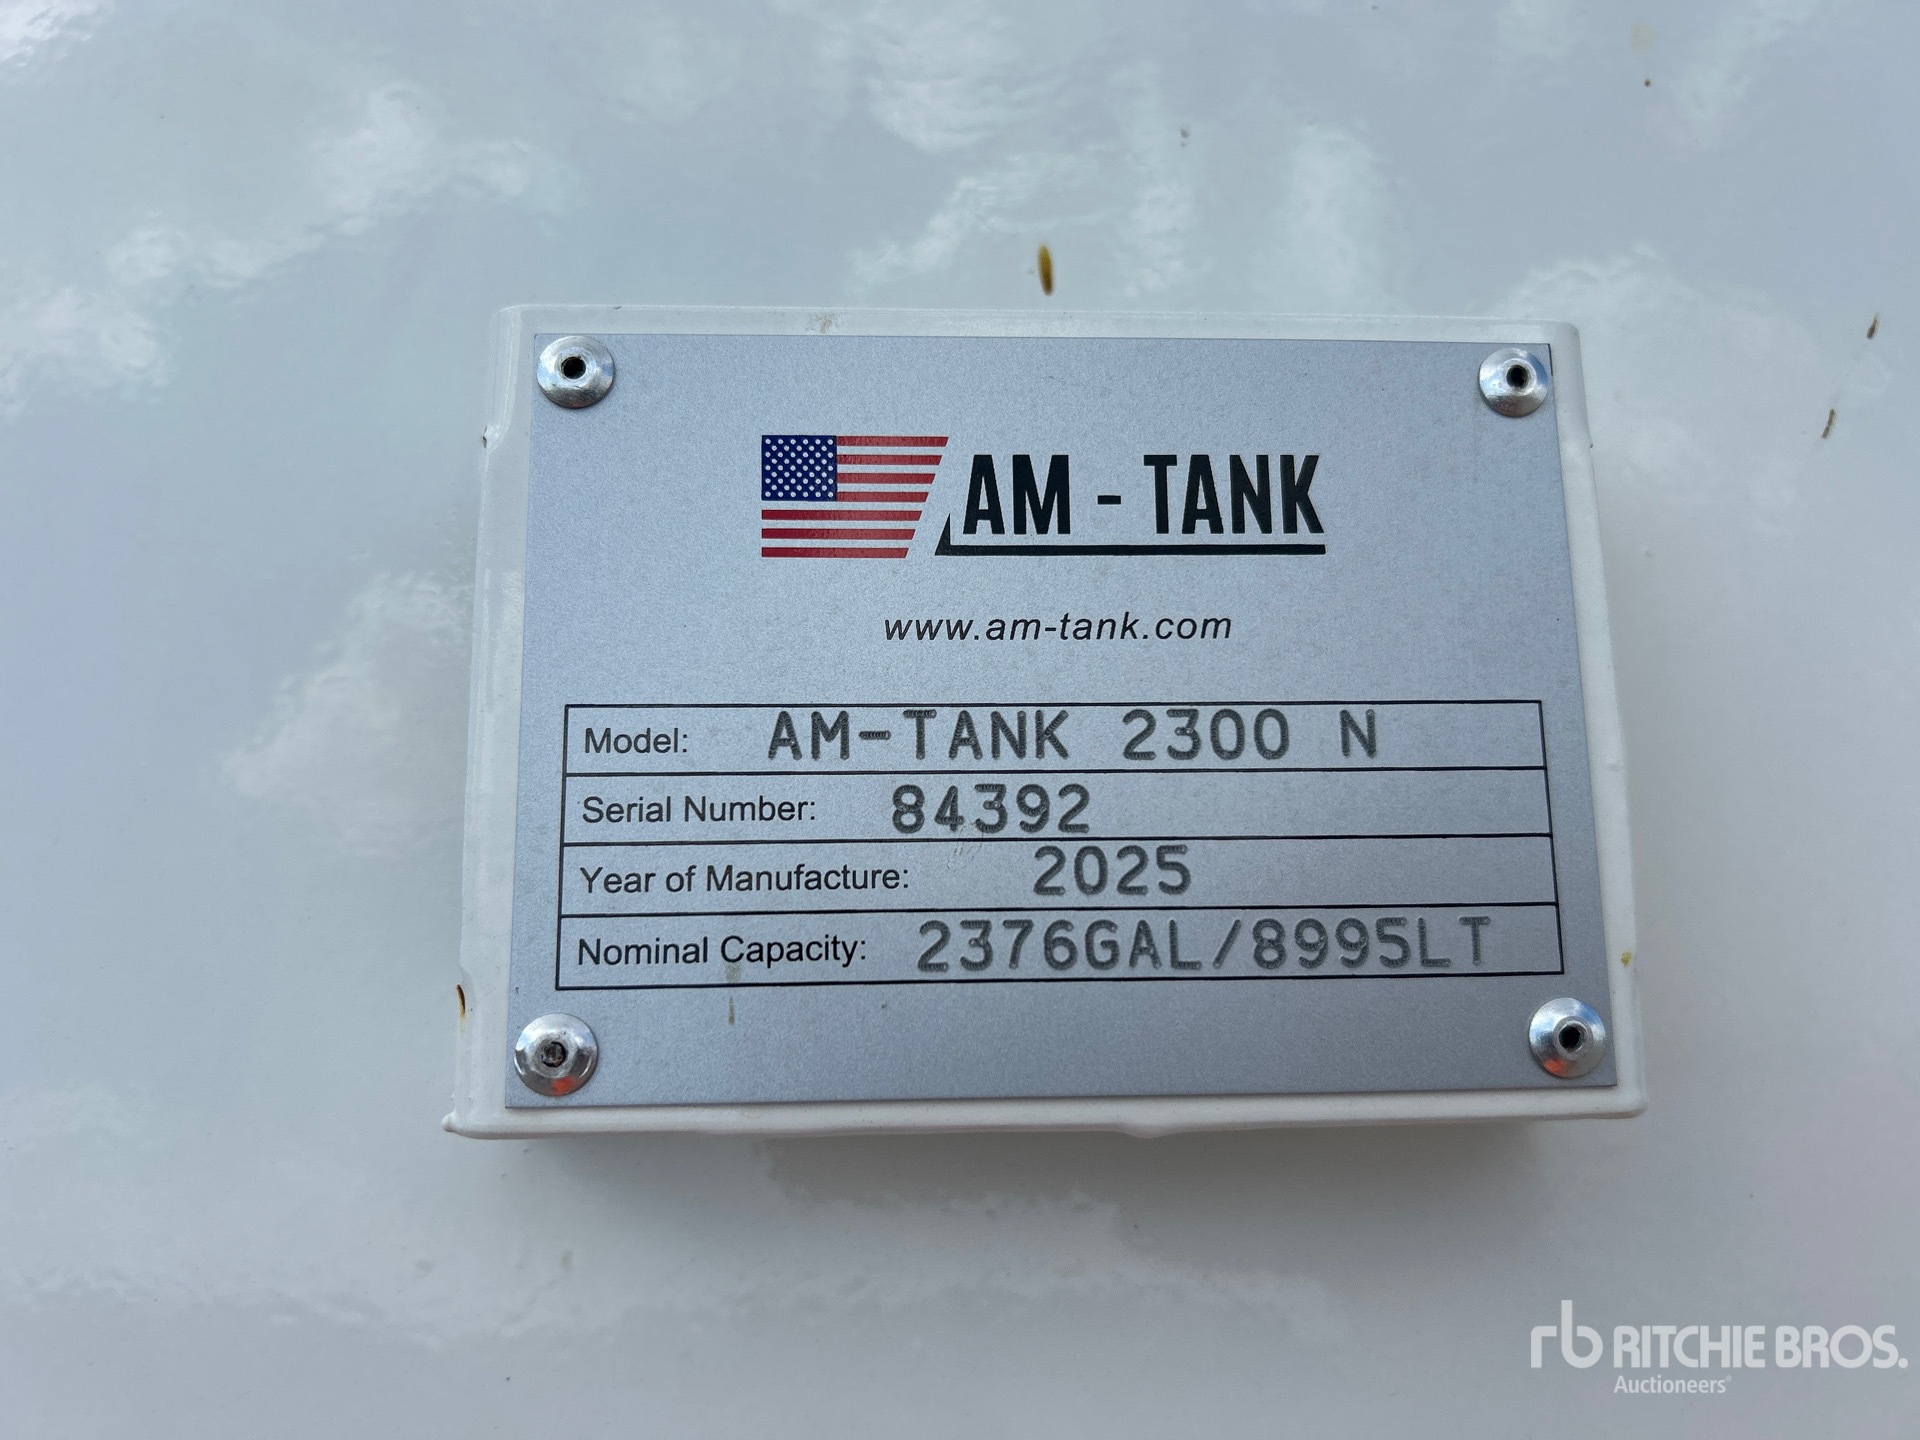 AM - TANK
www.am-tank.com
Model: AM-TANK 2300 N
Serial Number: 84392
Year of Manufacture: 2025
Nominal Capacity: 2376GAL/8995LT
rb RITCHIE BROS.
Auctioneers